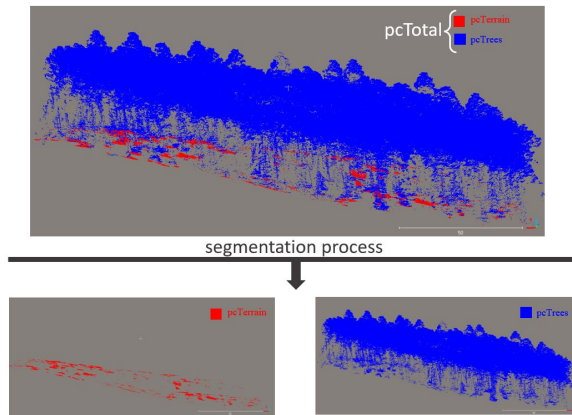 pcTotal
pcTerrain
pcTrees
segmentation process
pcTerrain
pcTrees